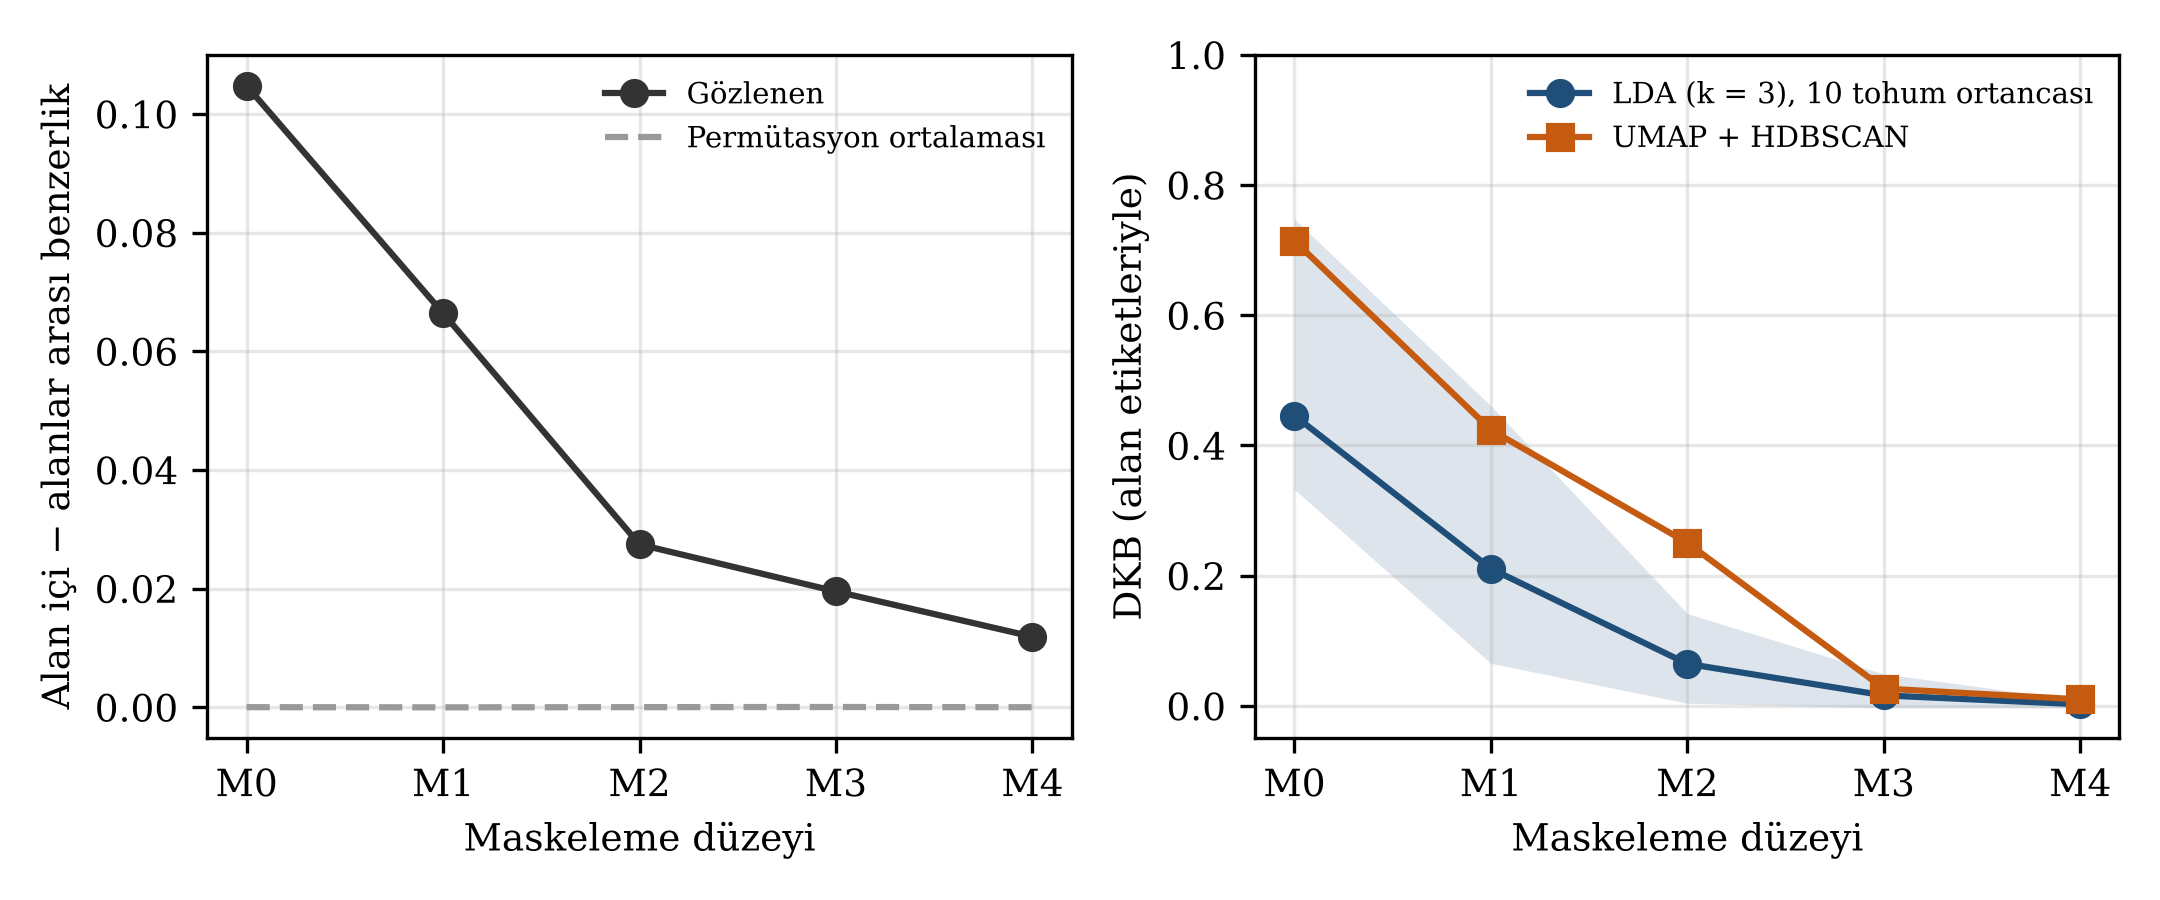 Alan içi − alanlar arası benzerlik
0.10
0.08
0.06
0.04
0.02
0.00
Gözlenen
Permütasyon ortalaması
M0 M1 M2 M3 M4
Maskeleme düzeyi
DKB (alan etiketleriyle)
1.0
0.8
0.6
0.4
0.2
0.0
LDA (k = 3), 10 tohum ortancası
UMAP + HDBSCAN
M0 M1 M2 M3 M4
Maskeleme düzeyi